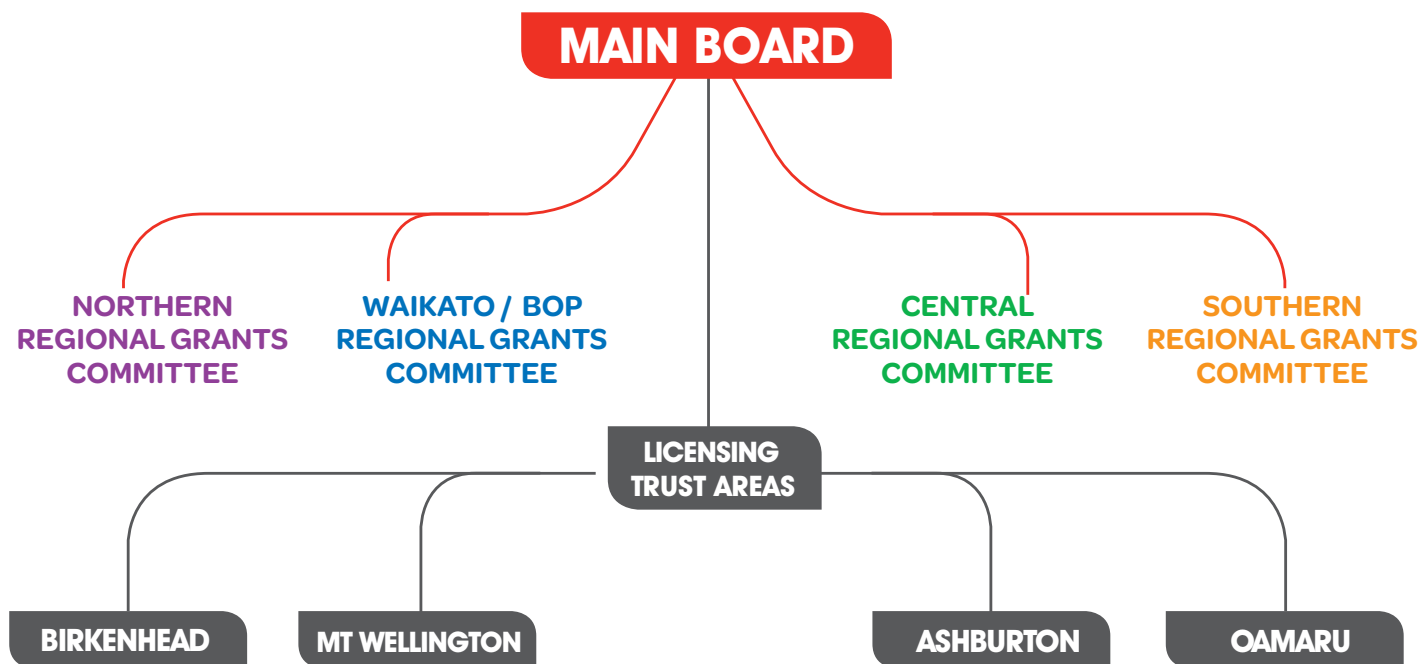 MAIN BOARD
NORTHERN
REGIONAL GRANTS
COMMITTEE
WAIKATO / BOP
REGIONAL GRANTS
COMMITTEE
CENTRAL
REGIONAL GRANTS
COMMITTEE
SOUTHERN
REGIONAL GRANTS
COMMITTEE
LICENSING
TRUST AREAS
BIRKENHEAD
MT WELLINGTON
ASHBURTON
OAMARU